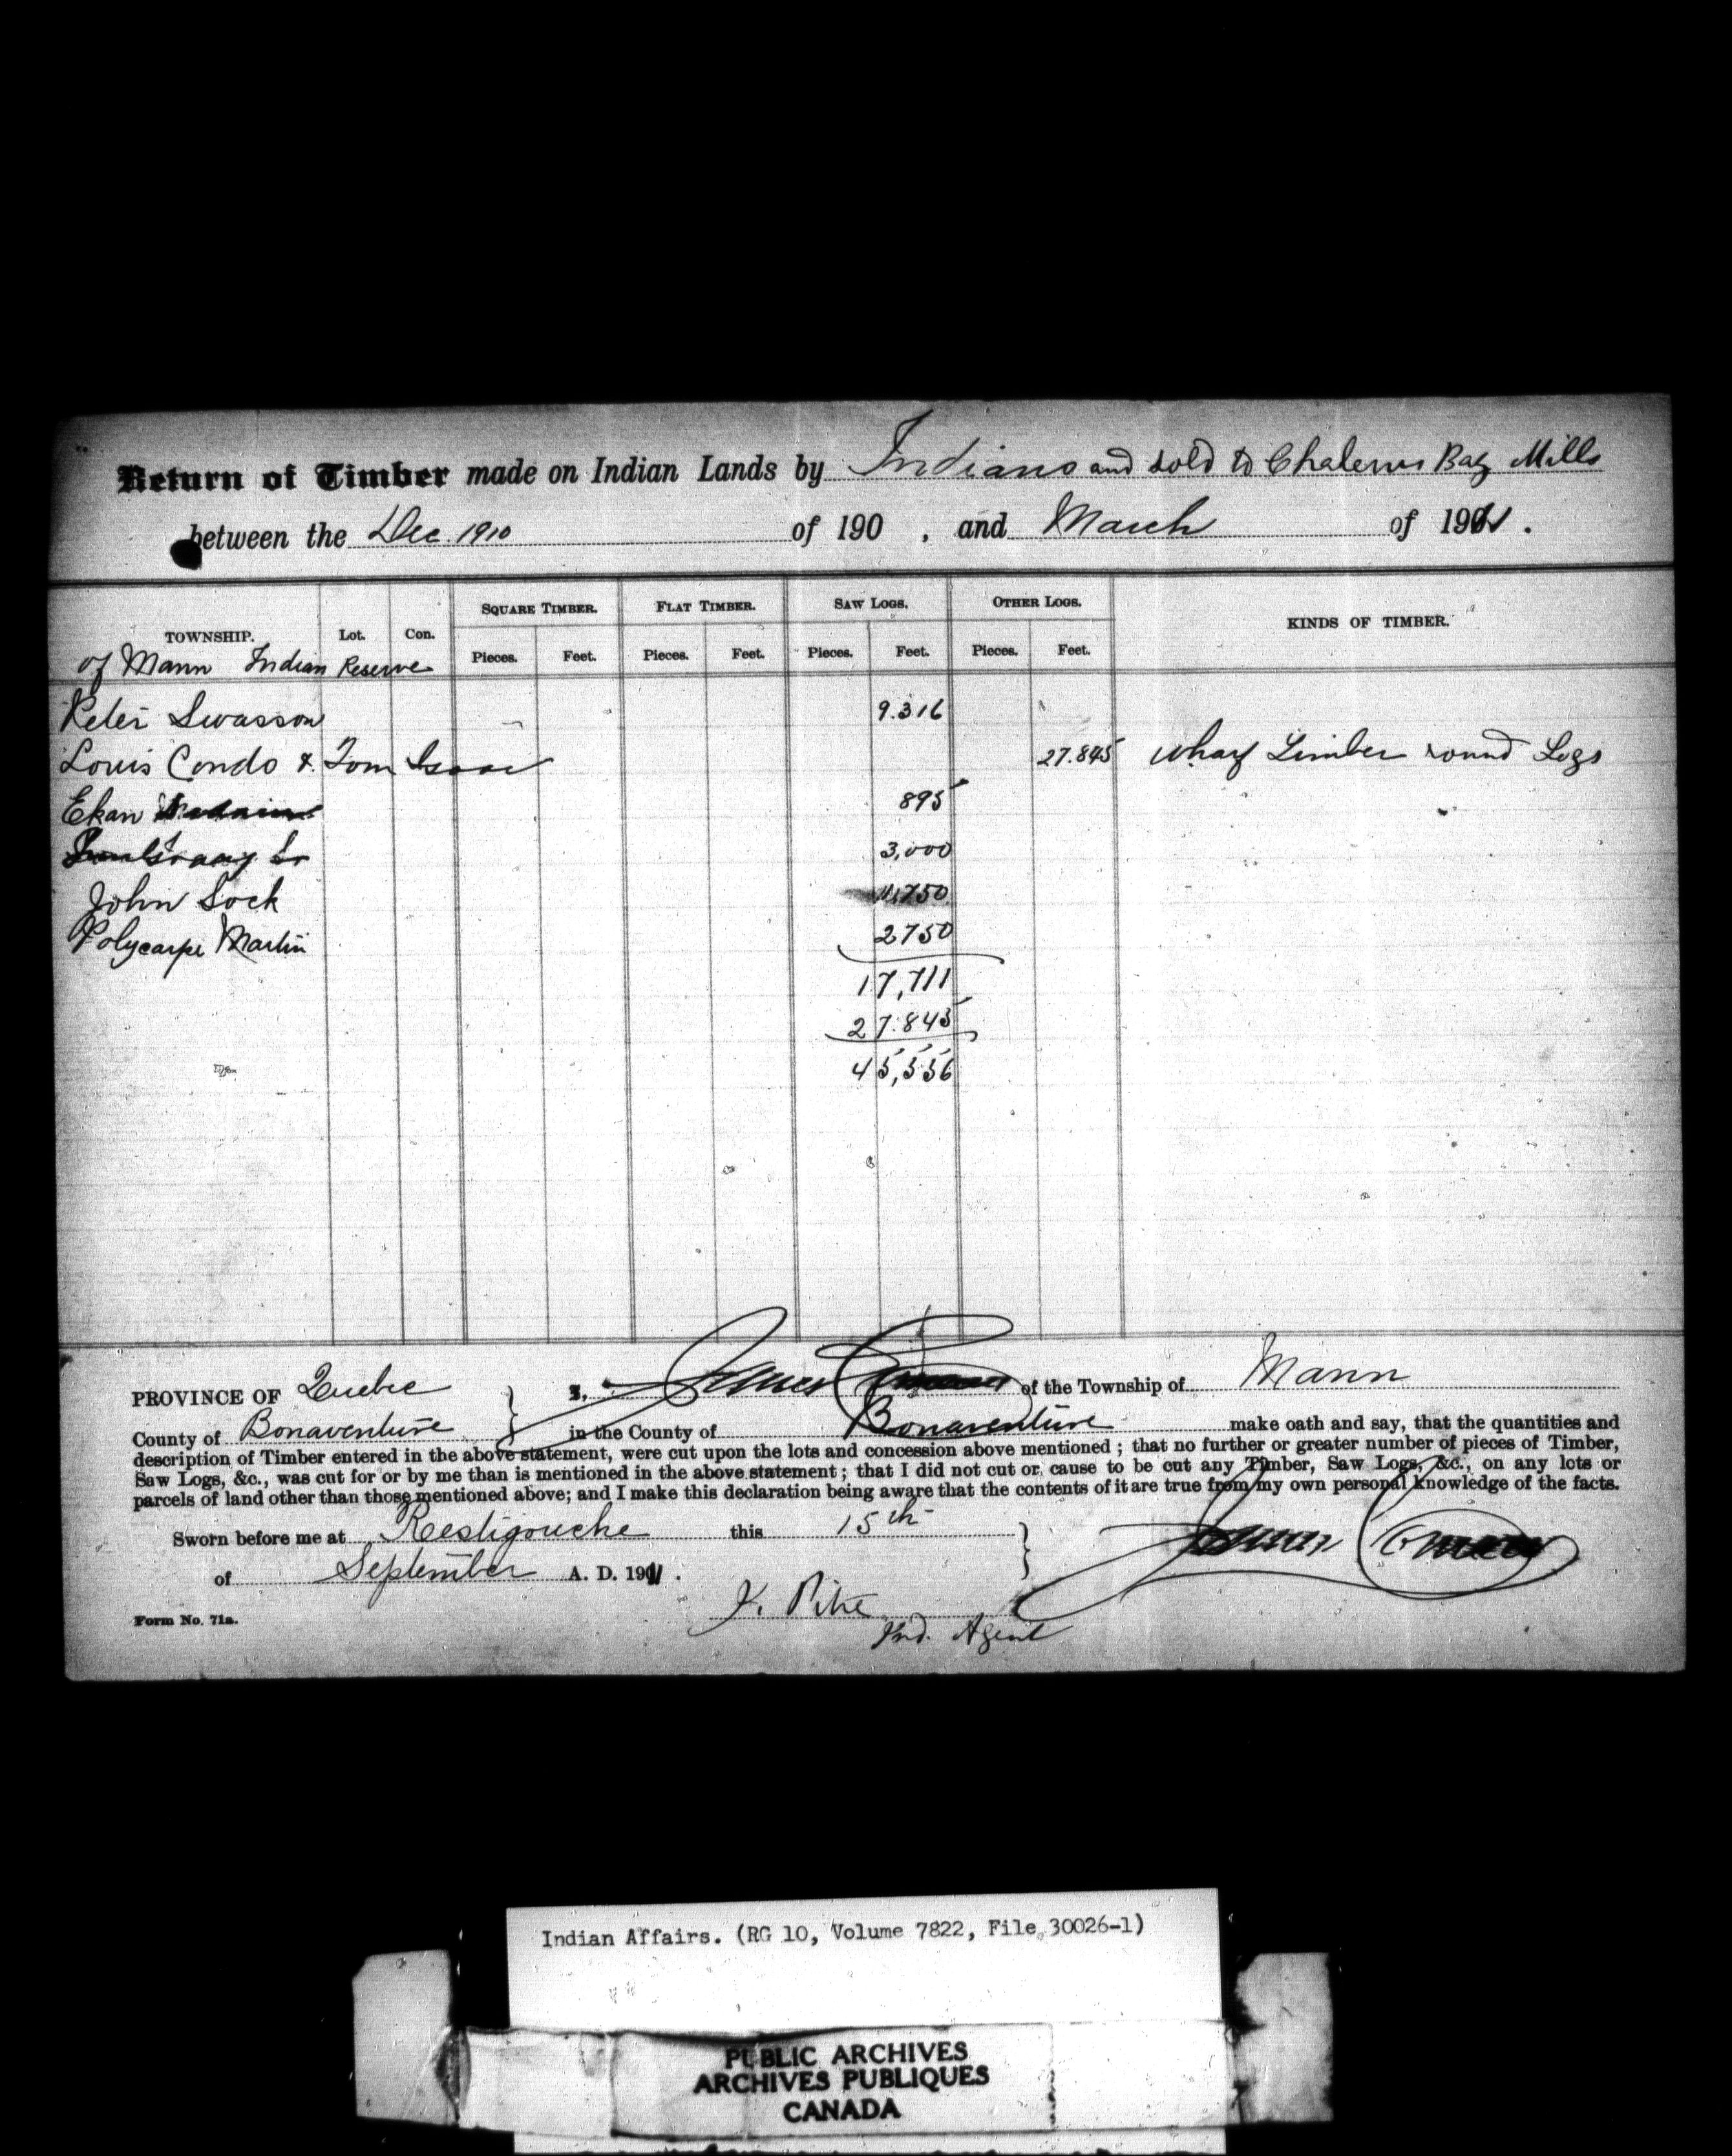 Return of Timber made on Indian Lands by Indians and sold to Chaleurs Bay Mills
between the Dec. 1910 of 190 , and March of 1911 .
TOWNSHIP. Lot. Con. SQUARE TIMBER. FLAT TIMBER. SAW LOGS. OTHER LOGS. KINDS OF TIMBER.
Pieces. Feet. Pieces. Feet. Pieces. Feet. Pieces. Feet.
of Mann Indian Reserve
Peter Swasson 9.316
Louis Condo & Tom Isaac 27.845 Wharf Timber round Logs
Ekan 895
3,000
John Sock 1,750
Polycarpe Martin 2750
17,711
27.845
45,556
PROVINCE OF Quebec I, James of the Township of Mann
County of Bonaventure in the County of Bonaventure make oath and say, that the quantities and
description of Timber entered in the above statement, were cut upon the lots and concession above mentioned ; that no further or greater number of pieces of Timber,
Saw Logs, &c., was cut for or by me than is mentioned in the above statement ; that I did not cut or cause to be cut any Timber, Saw Logs, &c., on any lots or
parcels of land other than those mentioned above; and I make this declaration being aware that the contents of it are true from my own personal knowledge of the facts.
Sworn before me at Restigouche this 15th
of September A. D. 1911 .
James
J. Pitre
Ind. Agent
Form No. 71a.
Indian Affairs. (RG 10, Volume 7822, File 30026-1)
PUBLIC ARCHIVES
ARCHIVES PUBLIQUES
CANADA